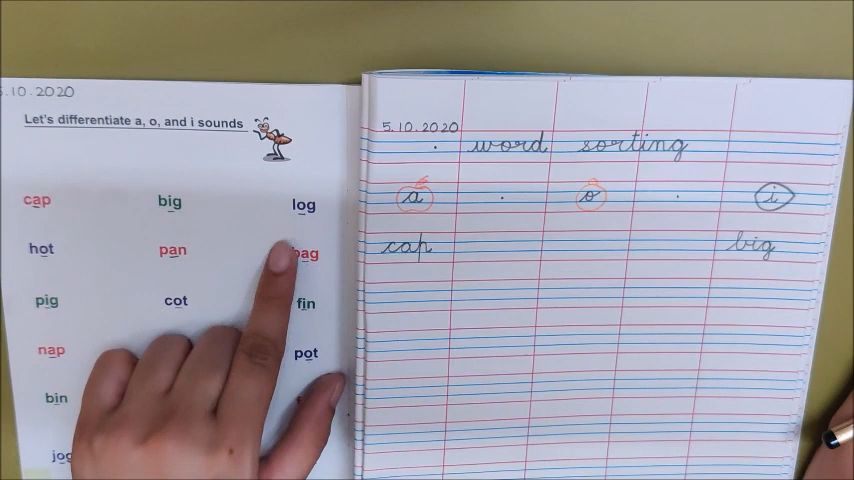 5.10.2020
Let's differentiate a, o, and i sounds
cap big log
hot pan bag
pig cot fin
nap pot
bin
jog
5.10.2020
. word sorting
a . o . i
cap big